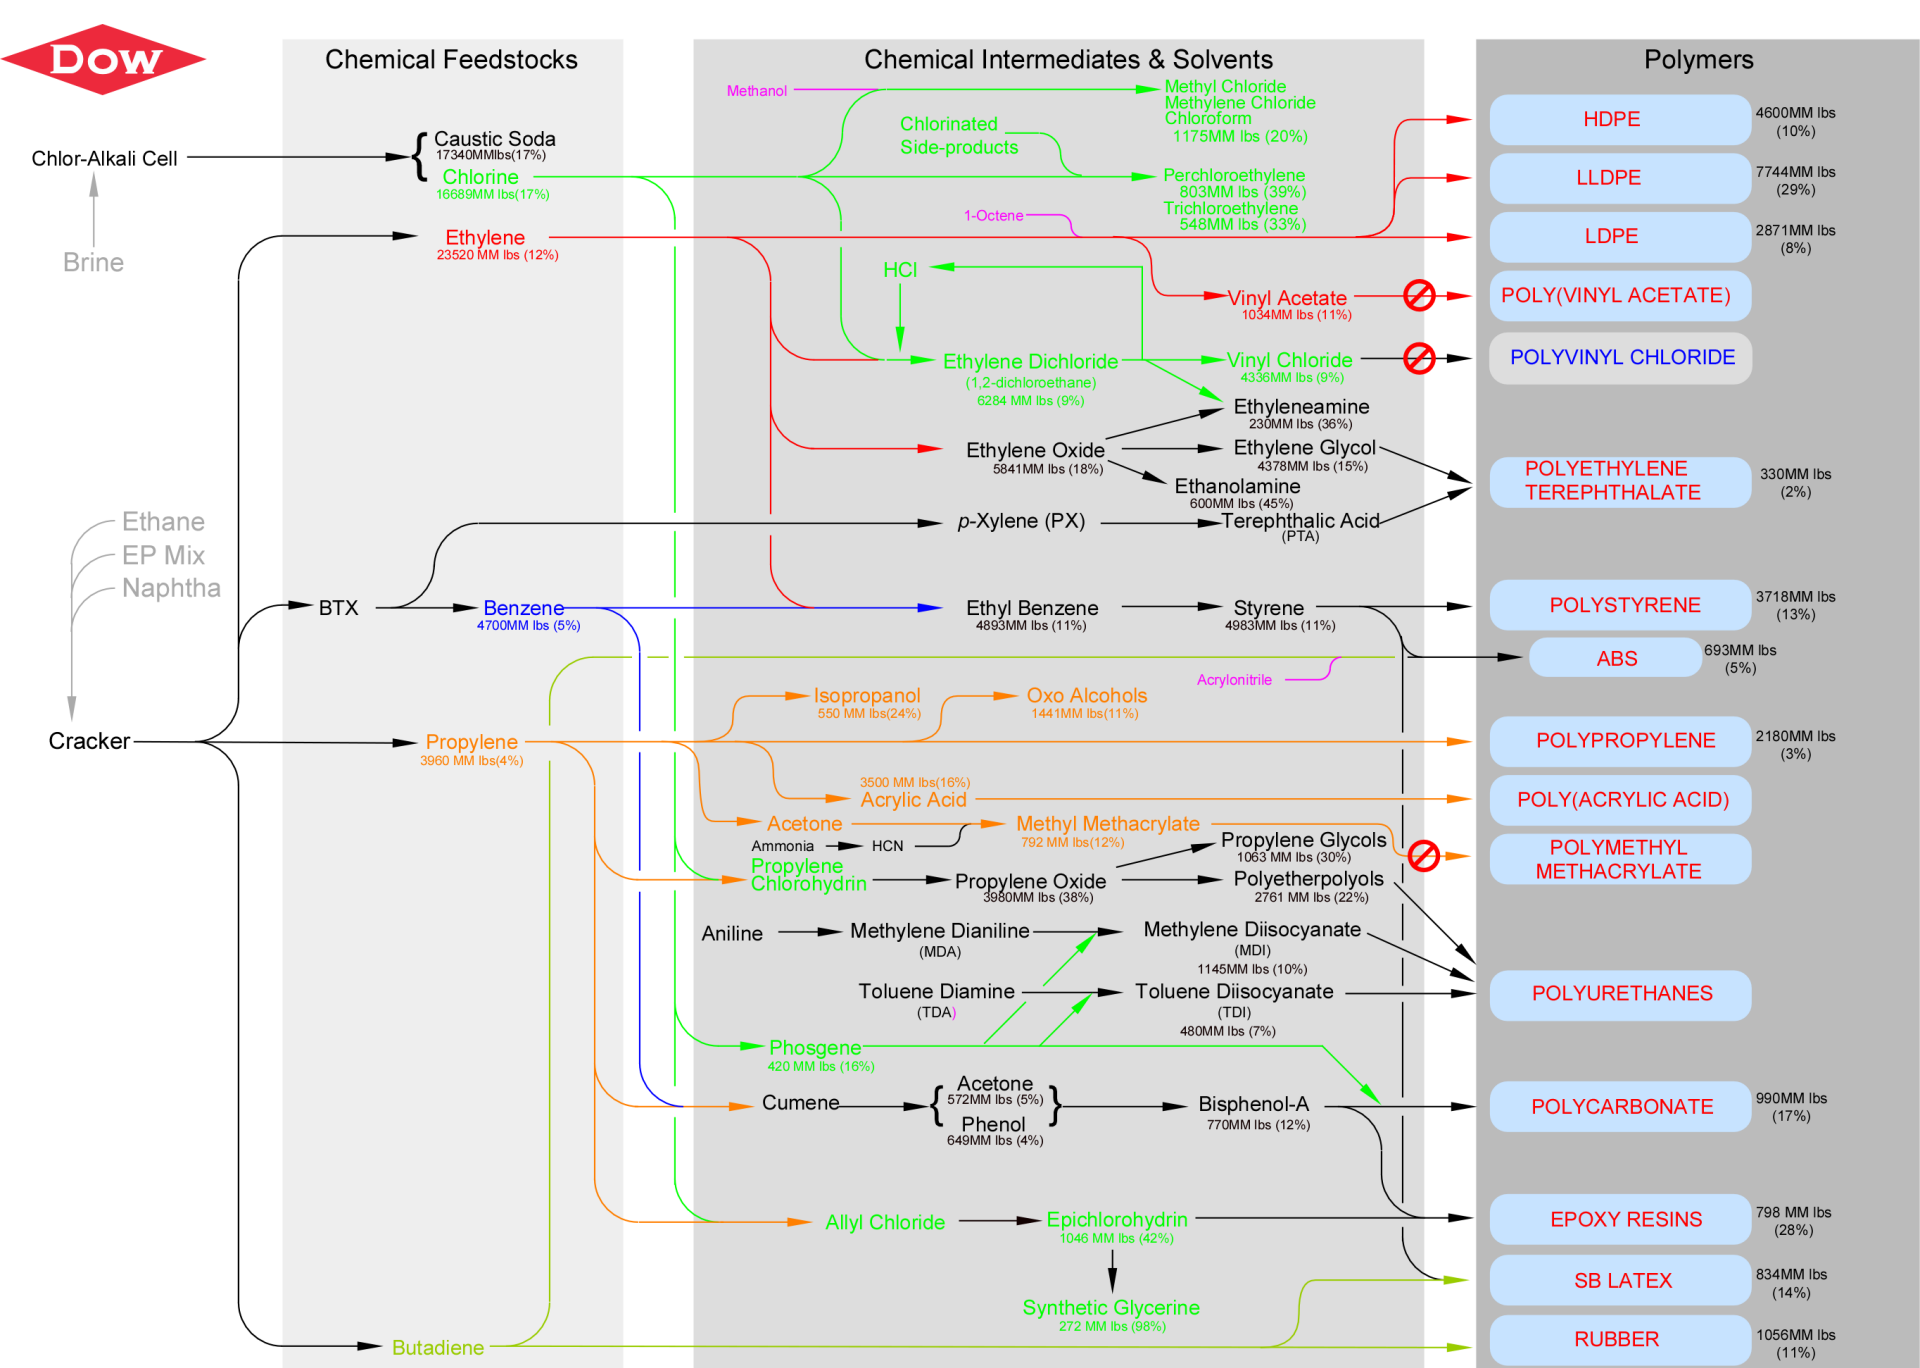 DOW
Chemical Feedstocks
Chemical Intermediates & Solvents
Polymers
Chlor-Alkali Cell
Brine
Ethane
EP Mix
Naphtha
Cracker
Caustic Soda
17340MMlbs(17%)
Chlorine
16689MM lbs(17%)
Ethylene
23520 MM lbs (12%)
BTX
Benzene
4700MM lbs (5%)
Propylene
3960 MM lbs(4%)
Butadiene
Methanol
Methyl Chloride
Methylene Chloride
Chloroform
1175MM lbs (20%)
Chlorinated
Side-products
Perchloroethylene
803MM lbs (39%)
Trichloroethylene
548MM lbs (33%)
1-Octene
HCl
Vinyl Acetate
1034MM lbs (11%)
Ethylene Dichloride
(1,2-dichloroethane)
6284 MM lbs (9%)
Vinyl Chloride
4336MM lbs (9%)
Ethyleneamine
230MM lbs (36%)
Ethylene Oxide
5841MM lbs (18%)
Ethylene Glycol
4378MM lbs (15%)
Ethanolamine
600MM lbs (45%)
p-Xylene (PX)
Terephthalic Acid
(PTA)
Ethyl Benzene
4893MM lbs (11%)
Styrene
4983MM lbs (11%)
Acrylonitrile
Isopropanol
550 MM lbs(24%)
Oxo Alcohols
1441MM lbs(11%)
3500 MM lbs(16%)
Acrylic Acid
Acetone
Methyl Methacrylate
792 MM lbs(12%)
Ammonia
HCN
Propylene
Chlorohydrin
Propylene Oxide
3980MM lbs (38%)
Propylene Glycols
1063 MM lbs (30%)
Polyetherpolyols
2761 MM lbs (22%)
Aniline
Methylene Dianiline
(MDA)
Methylene Diisocyanate
(MDI)
1145MM lbs (10%)
Toluene Diamine
(TDA)
Toluene Diisocyanate
(TDI)
480MM lbs (7%)
Phosgene
420 MM lbs (16%)
Cumene
Acetone
572MM lbs (5%)
Phenol
649MM lbs (4%)
Bisphenol-A
770MM lbs (12%)
Allyl Chloride
Epichlorohydrin
1046 MM lbs (42%)
Synthetic Glycerine
272 MM lbs (98%)
HDPE
4600MM lbs
(10%)
LLDPE
7744MM lbs
(29%)
LDPE
2871MM lbs
(8%)
POLY(VINYL ACETATE)
POLYVINYL CHLORIDE
POLYETHYLENE
TEREPHTHALATE
330MM lbs
(2%)
POLYSTYRENE
3718MM lbs
(13%)
ABS
693MM lbs
(5%)
POLYPROPYLENE
2180MM lbs
(3%)
POLY(ACRYLIC ACID)
POLYMETHYL
METHACRYLATE
POLYURETHANES
POLYCARBONATE
990MM lbs
(17%)
EPOXY RESINS
798 MM lbs
(28%)
SB LATEX
834MM lbs
(14%)
RUBBER
1056MM lbs
(11%)